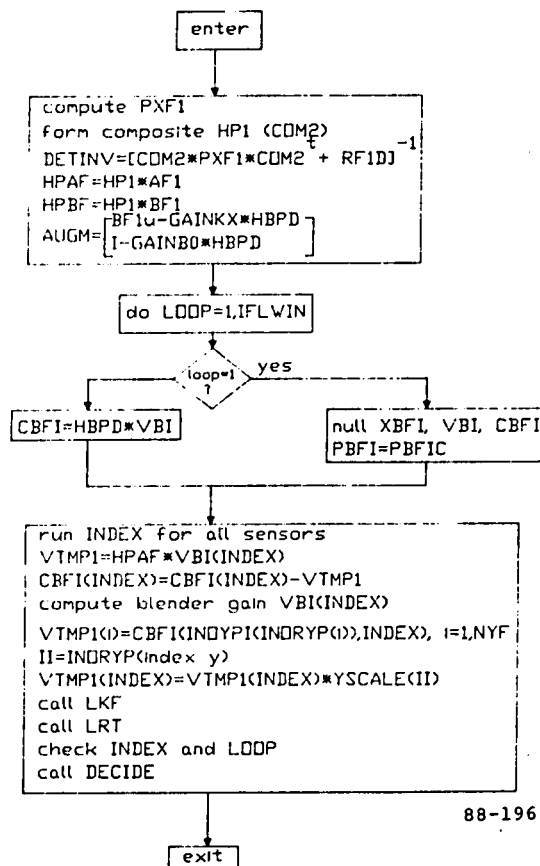 enter
compute PXF1
form composite HP1 (COM2)
DETINV=[COM2*PXF1*COM2^t + RF1D]^-1
HPAF=HP1*AF1
HPBF=HP1*BF1
AUGM=[BF1u-GAINKX*HBPD
I-GAINB0*HBPD]
do LOOP=1,IFLWIN
loop=1
?
yes
CBFI=HBPD*VBI
null XBFI, VBI, CBFI
PBFI=PBFIC
run INDEX for all sensors
VTMP1=HPAF*VBI(INDEX)
CBFI(INDEX)=CBFI(INDEX)-VTMP1
compute blender gain VBI(INDEX)
VTMP1(i)=CBFI(INDYPI(INDRYP(i)),INDEX), i=1,NYF
II=INDRYP(index y)
VTMP1(INDEX)=VTMP1(INDEX)*YSCALE(II)
call LKF
call LRT
check INDEX and LOOP
call DECIDE
88-196
exit